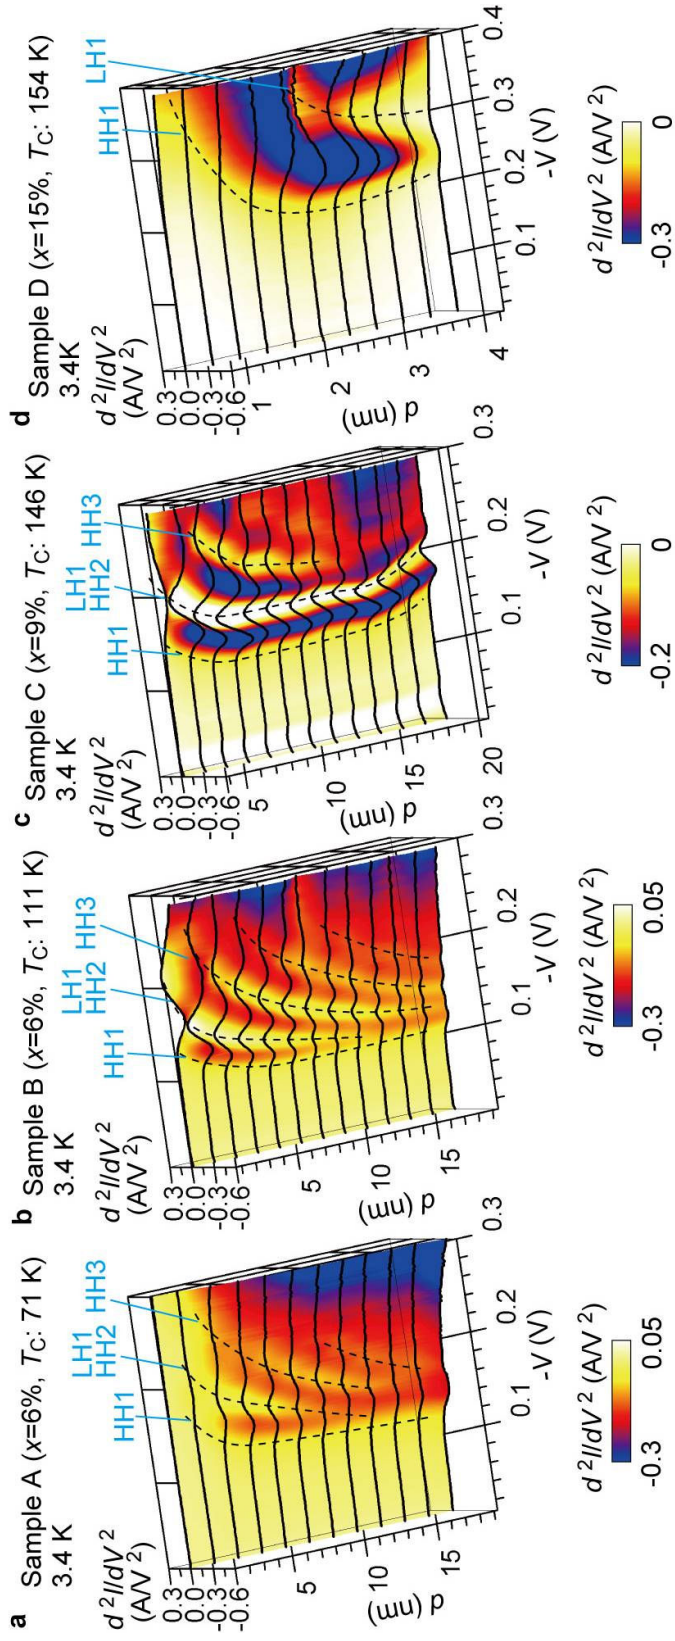 a
Sample A (x=6%, TC: 71 K)
3.4 K
d²I/dV²
(A/V²)
0.3
0.0
-0.3
-0.6
HH1
LH1
HH2
HH3
5
10
15
d (nm)
0.1
0.2
0.3
-V (V)
d²I/dV² (A/V²)
-0.3
0.05
b
Sample B (x=6%, TC: 111 K)
3.4 K
d²I/dV²
(A/V²)
0.3
0.0
-0.3
-0.6
HH1
LH1
HH2
HH3
5
10
15
d (nm)
0.1
0.2
0.3
-V (V)
d²I/dV² (A/V²)
-0.3
0.05
c
Sample C (x=9%, TC: 146 K)
3.4 K
d²I/dV²
(A/V²)
0.3
0.0
-0.3
-0.6
HH1
LH1
HH2
HH3
5
10
15
20
d (nm)
0.1
0.2
0.3
-V (V)
d²I/dV² (A/V²)
-0.2
0
d
Sample D (x=15%, TC: 154 K)
3.4K
d²I/dV²
(A/V²)
0.3
0.0
-0.3
-0.6
HH1
LH1
1
2
3
4
d (nm)
0.1
0.2
0.3
0.4
-V (V)
d²I/dV² (A/V²)
-0.3
0